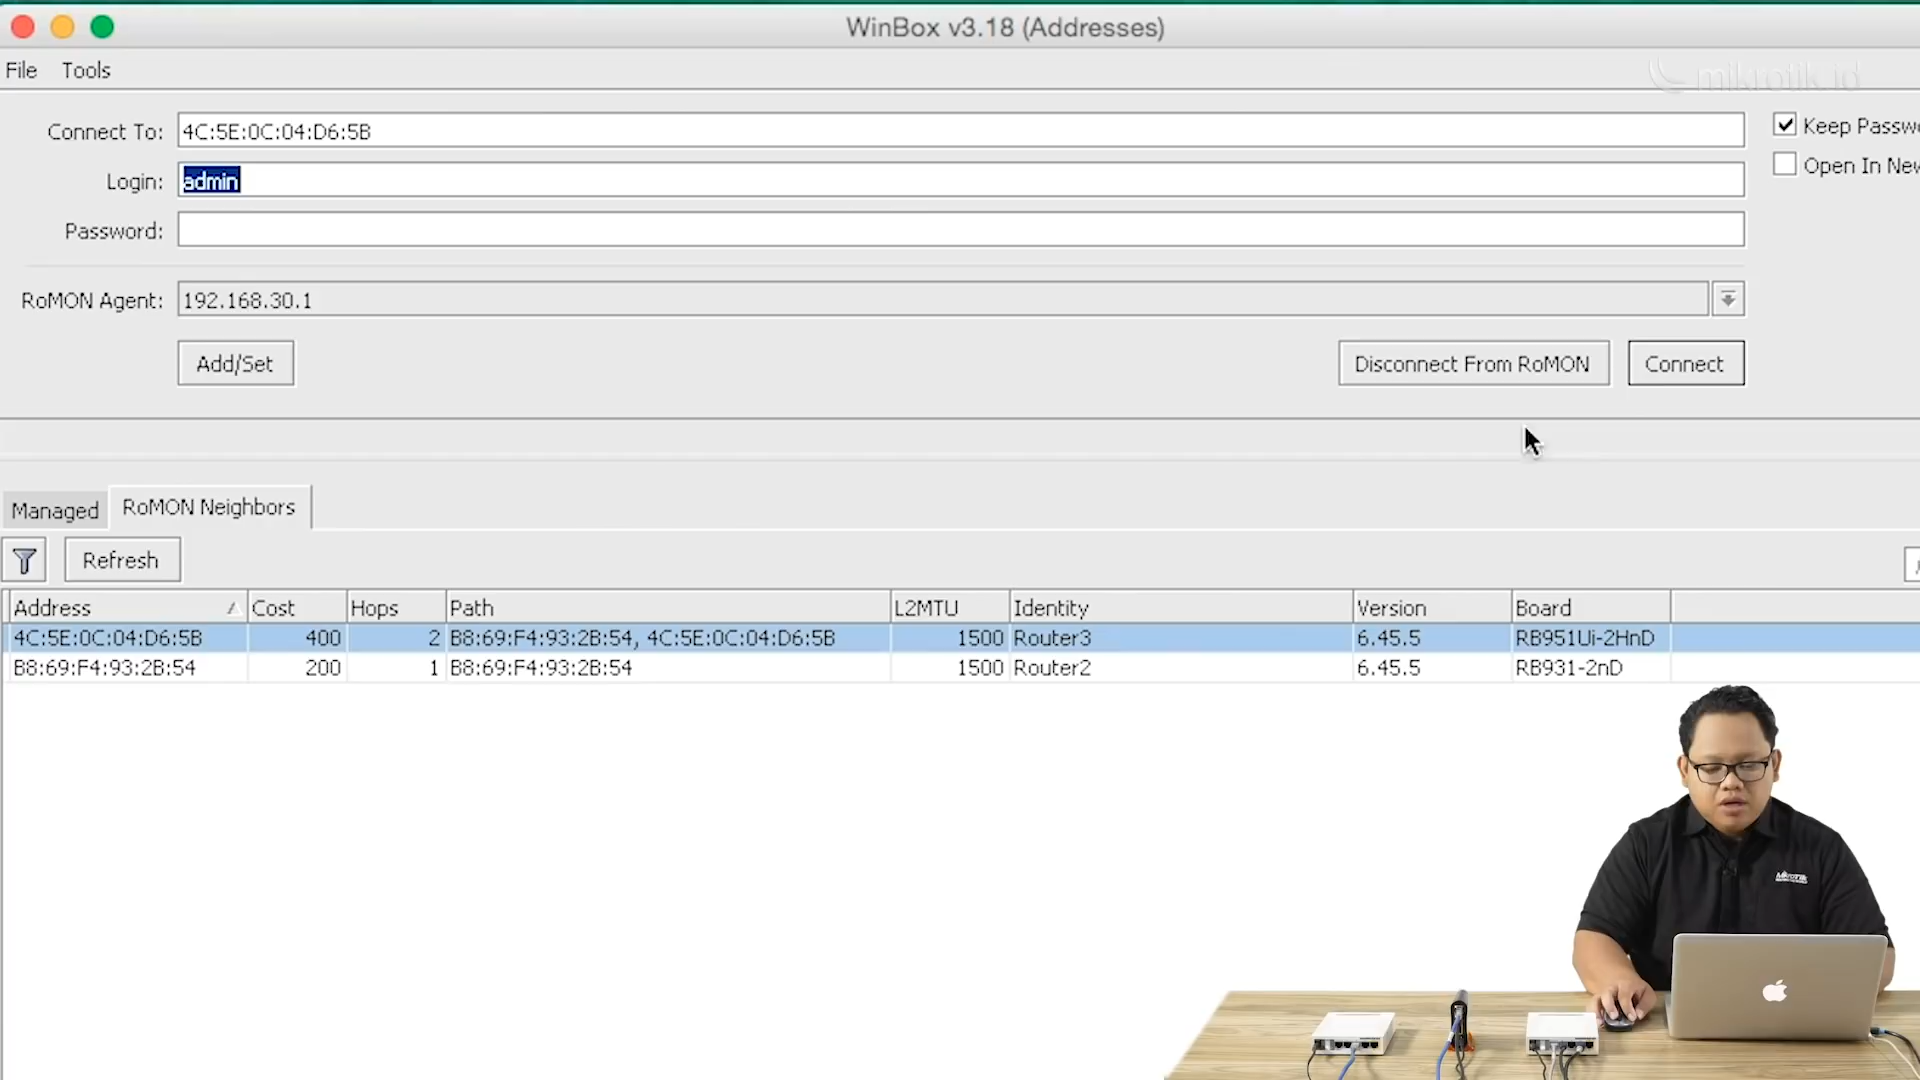 WinBox v3.18 (Addresses)
File Tools
mikrotik.id
Connect To: 4C:5E:0C:04:D6:5B
Keep Passwo
Login: admin
Open In New
Password:
RoMON Agent: 192.168.30.1
Add/Set Disconnect From RoMON Connect
Managed RoMON Neighbors
Refresh
Address Cost Hops Path L2MTU Identity Version Board
4C:5E:0C:04:D6:5B 400 2 B8:69:F4:93:2B:54, 4C:5E:0C:04:D6:5B 1500 Router3 6.45.5 RB951Ui-2HnD
B8:69:F4:93:2B:54 200 1 B8:69:F4:93:2B:54 1500 Router2 6.45.5 RB931-2nD